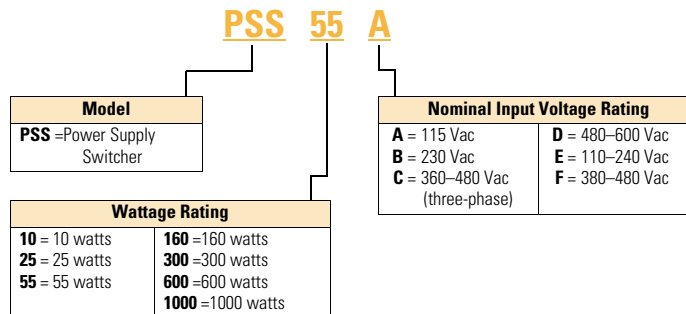 PSS 55 A
Model
PSS =Power Supply
Switcher
Nominal Input Voltage Rating
A = 115 Vac
B = 230 Vac
C = 360–480 Vac
(three-phase)
D = 480–600 Vac
E = 110–240 Vac
F = 380–480 Vac
Wattage Rating
10 = 10 watts
25 = 25 watts
55 = 55 watts
160 =160 watts
300 =300 watts
600 =600 watts
1000 =1000 watts